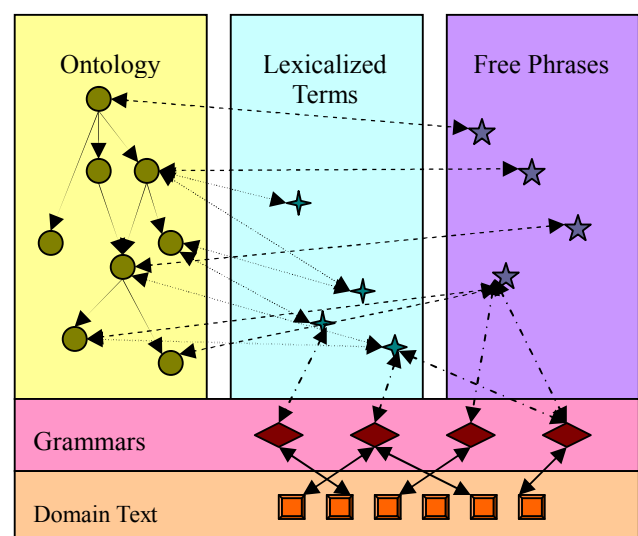 Ontology
Lexicalized
Terms
Free Phrases
Grammars
Domain Text